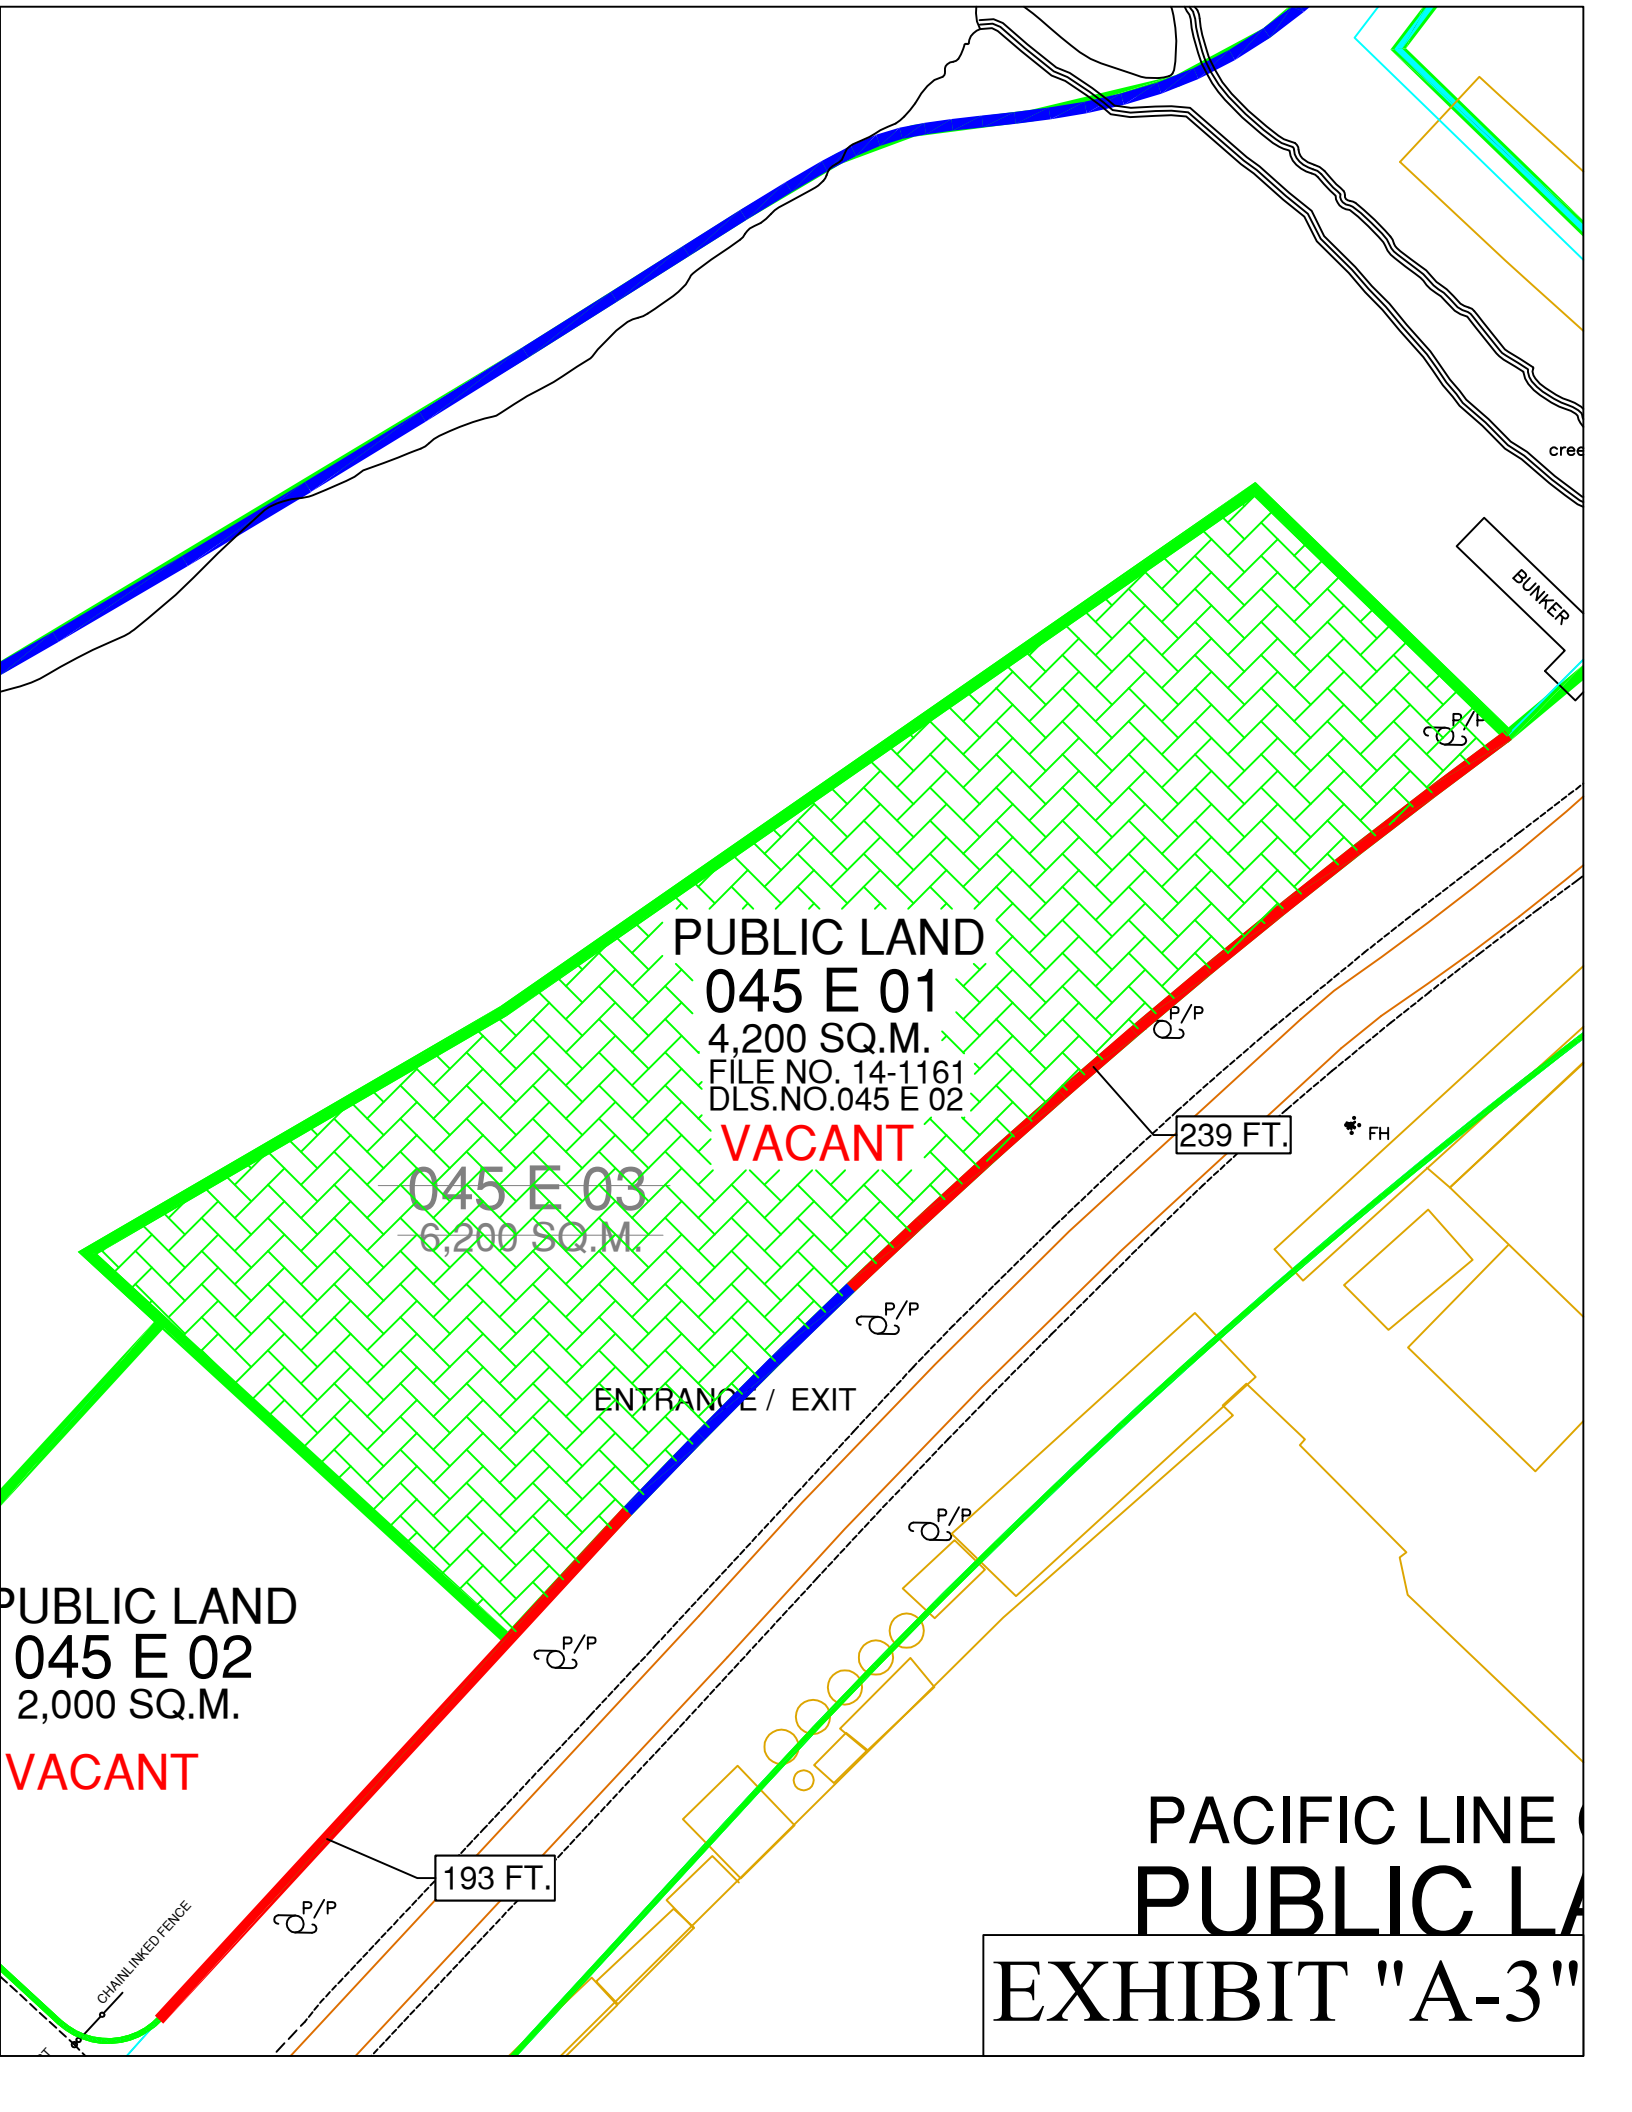 cree
BUNKER
P/P
PUBLIC LAND
045 E 01
4,200 SQ.M.
FILE NO. 14-1161
DLS.NO.045 E 02
VACANT
P/P
239 FT.
FH
045 E 03
6,200 SQ.M.
P/P
ENTRANCE / EXIT
P/P
PUBLIC LAND
045 E 02
2,000 SQ.M.
VACANT
P/P
193 FT.
P/P
CHAINLINKED FENCE
PACIFIC LINE
PUBLIC LA
EXHIBIT "A-3"